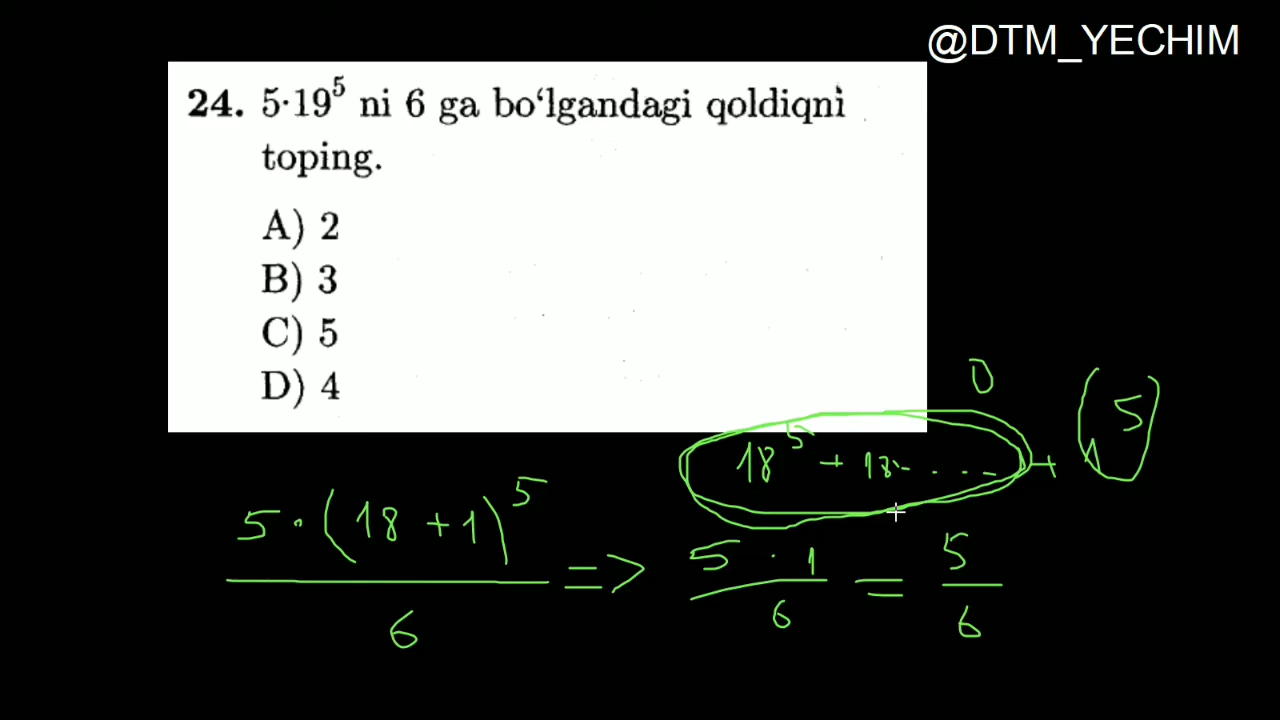 @DTM_YECHIM
24. 5·19⁵ ni 6 ga bo‘lgandagi qoldiqni
toping.
A) 2
B) 3
C) 5
D) 4
0
18⁵ + 18 . . . . + (1⁵)
5 · (18 + 1)⁵ / 6 => 5 · 1 / 6 = 5 / 6